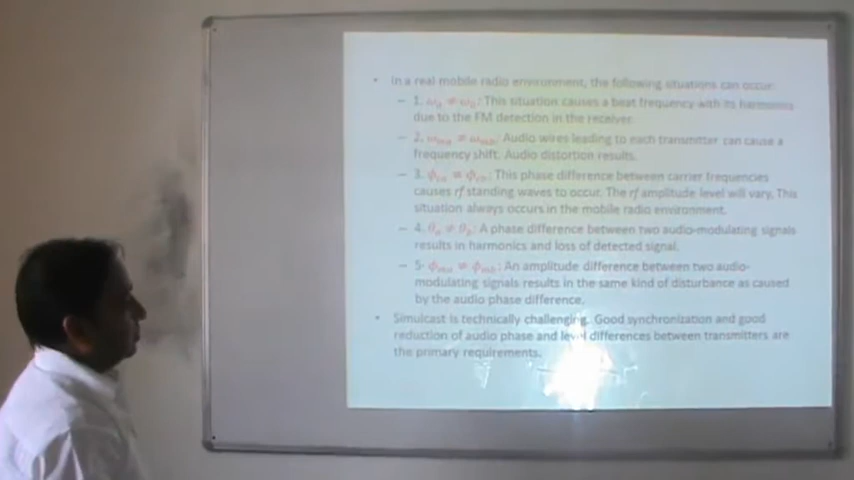 • In a real mobile radio environment, the following situations can occur:
– 1. ωₐ ≠ ω_b: This situation causes a beat frequency with its harmonics
due to the FM detection in the receiver.
– 2. ω_ma ≠ ω_mb: Audio wires leading to each transmitter can cause a
frequency shift. Audio distortion results.
– 3. : This phase difference between carrier frequencies
causes rf standing waves to occur. The rf amplitude level will vary. This
situation always occurs in the mobile radio environment.
– 4. θₐ ≠ θ_b: A phase difference between two audio-modulating signals
results in harmonics and loss of detected signal.
– 5. : An amplitude difference between two audio-
modulating signals results in the same kind of disturbance as caused
by the audio phase difference.
• Simulcast is technically challenging. Good synchronization and good
reduction of audio phase and level differences between transmitters are
the primary requirements.